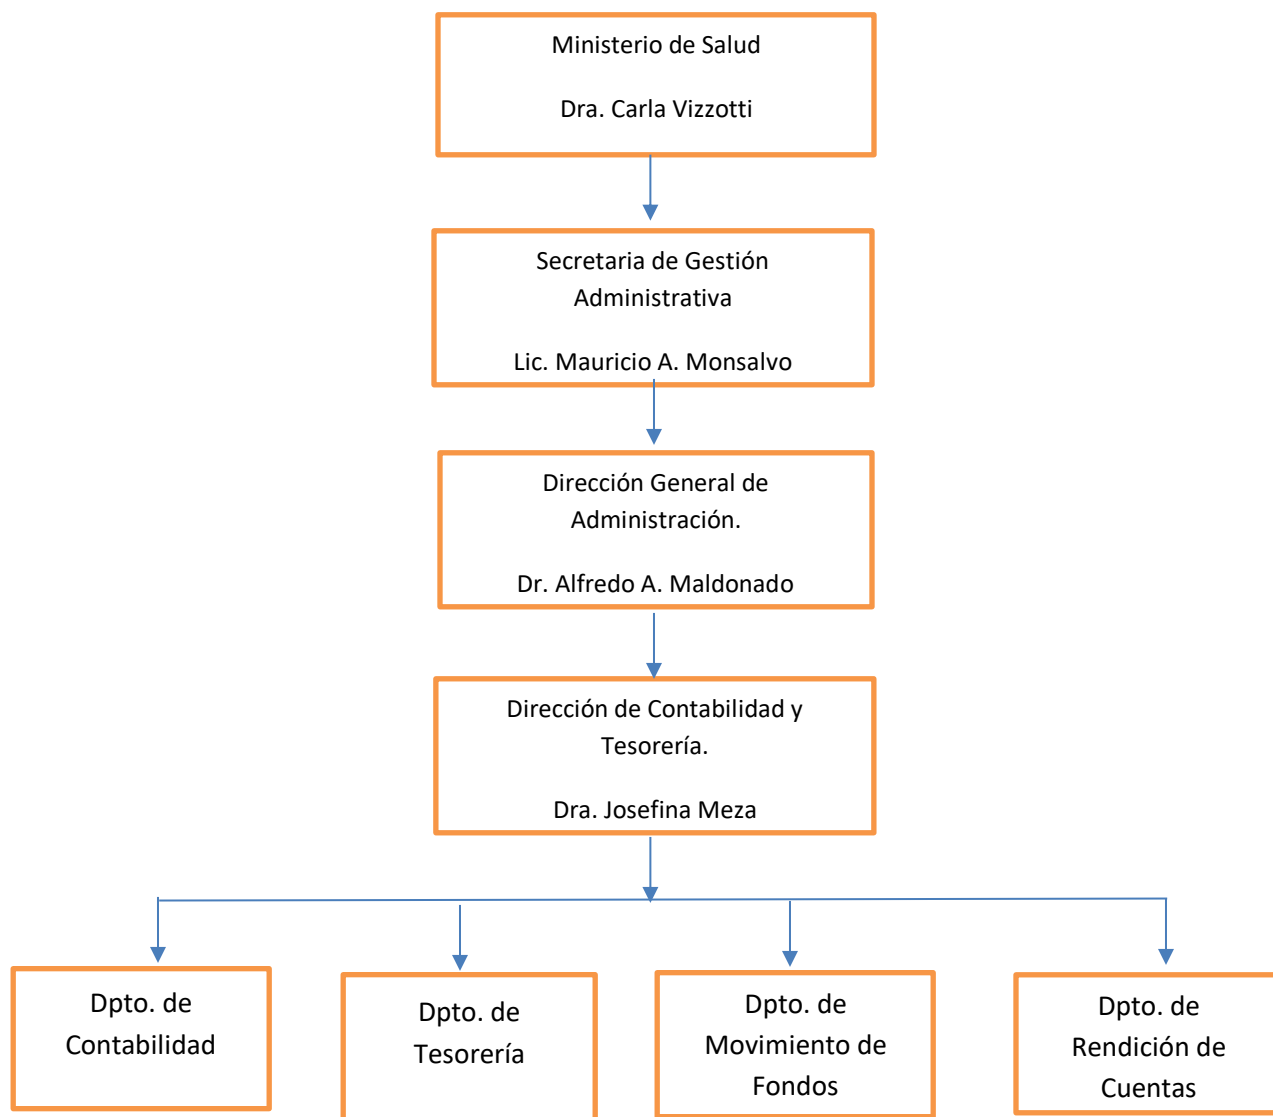 Ministerio de Salud
Dra. Carla Vizzotti
Secretaria de Gestión
Administrativa
Lic. Mauricio A. Monsalvo
Dirección General de
Administración.
Dr. Alfredo A. Maldonado
Dirección de Contabilidad y
Tesorería.
Dra. Josefina Meza
Dpto. de
Contabilidad
Dpto. de
Tesorería
Dpto. de
Movimiento de
Fondos
Dpto. de
Rendición de
Cuentas